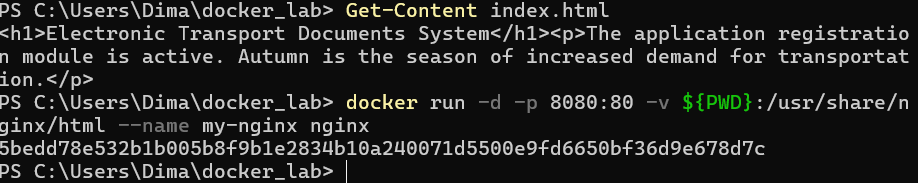 PS C:\Users\Dima\docker_lab> Get-Content index.html
<h1>Electronic Transport Documents System</h1><p>The application registratio
n module is active. Autumn is the season of increased demand for transportat
ion.</p>
PS C:\Users\Dima\docker_lab> docker run -d -p 8080:80 -v ${PWD}:/usr/share/n
ginx/html --name my-nginx nginx
5bedd78e532b1b005b8f9b1e2834b10a240071d5500e9fd6650bf36d9e678d7c
PS C:\Users\Dima\docker_lab>